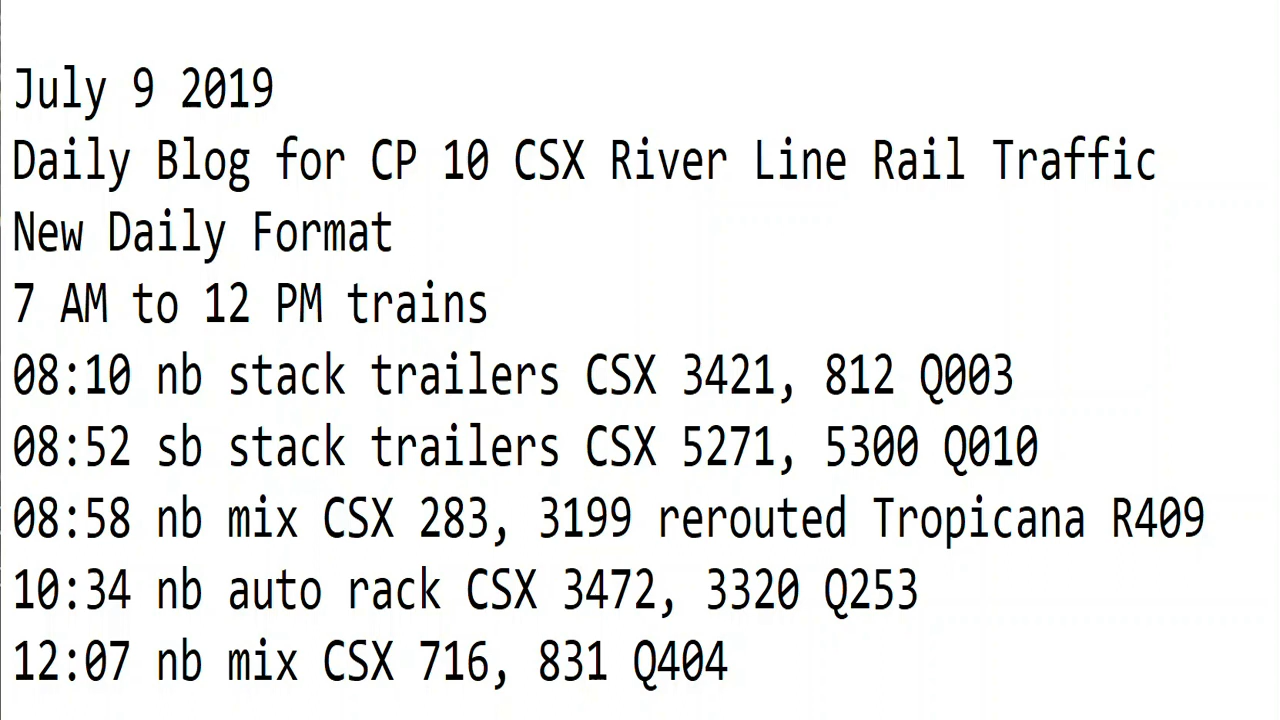 July 9 2019
Daily Blog for CP 10 CSX River Line Rail Traffic
New Daily Format
7 AM to 12 PM trains
08:10 nb stack trailers CSX 3421, 812 Q003
08:52 sb stack trailers CSX 5271, 5300 Q010
08:58 nb mix CSX 283, 3199 rerouted Tropicana R409
10:34 nb auto rack CSX 3472, 3320 Q253
12:07 nb mix CSX 716, 831 Q404